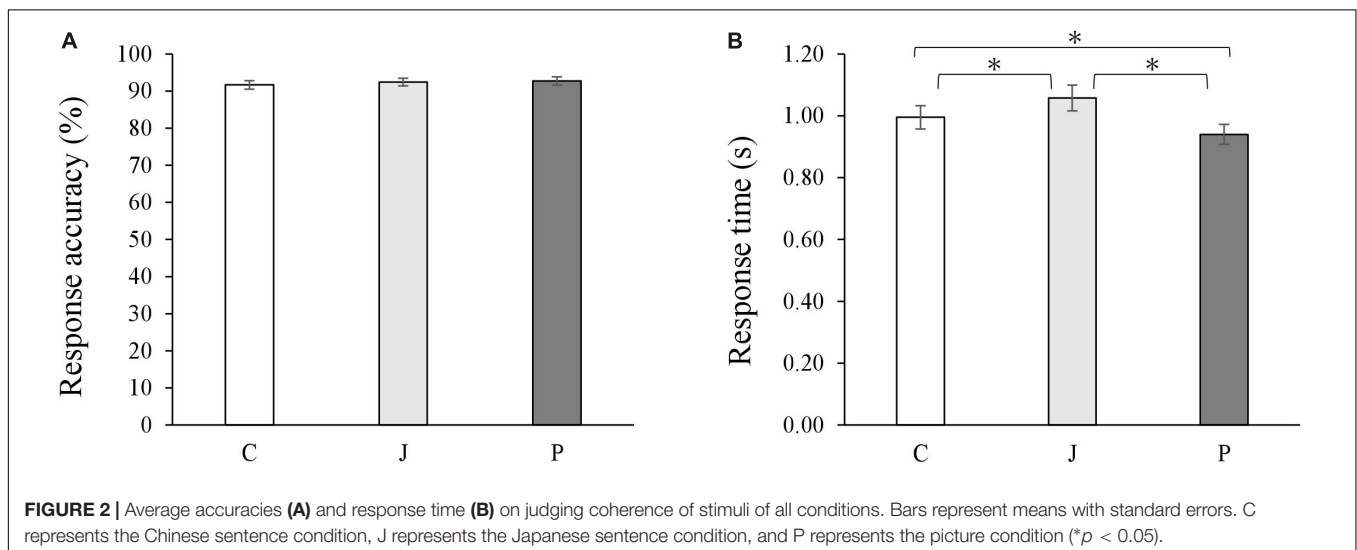 A
Response accuracy (%)
100
90
80
70
60
50
40
30
20
10
0
C J P
B
Response time (s)
1.20
1.00
0.80
0.60
0.40
0.20
0.00
*
* *
C J P
FIGURE 2 | Average accuracies (A) and response time (B) on judging coherence of stimuli of all conditions. Bars represent means with standard errors. C
represents the Chinese sentence condition, J represents the Japanese sentence condition, and P represents the picture condition (*p < 0.05).